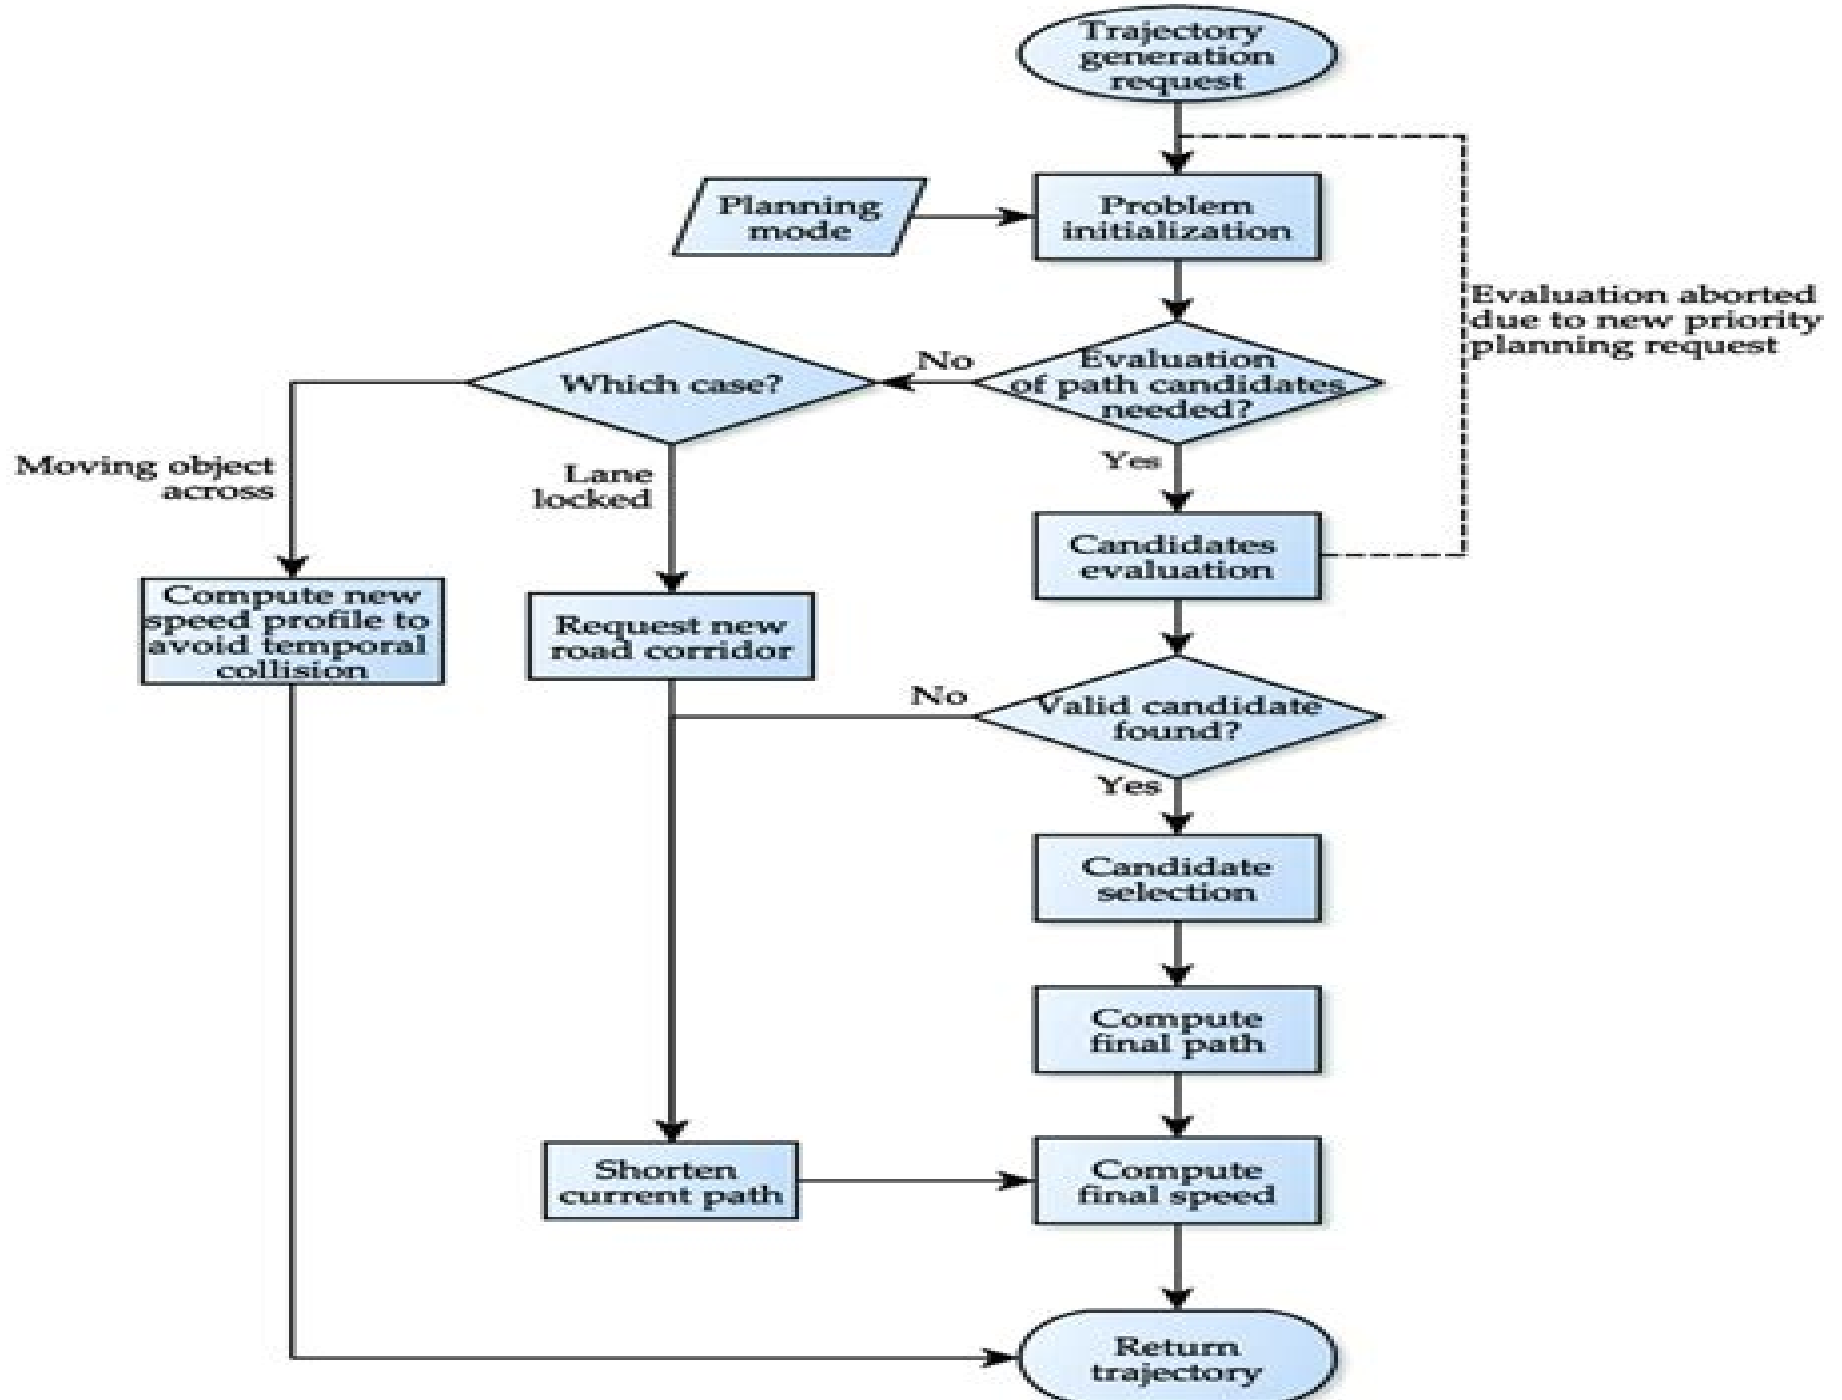 Trajectory
generation
request
Planning
mode
Problem
initialization
Evaluation aborted
due to new priority
planning request
Which case?
No
Evaluation
of path candidates
needed?
Moving object
across
Lane
locked
Yes
Candidates
evaluation
Compute new
speed profile to
avoid temporal
collision
Request new
road corridor
No
Valid candidate
found?
Yes
Candidate
selection
Compute
final path
Shorten
current path
Compute
final speed
Return
trajectory